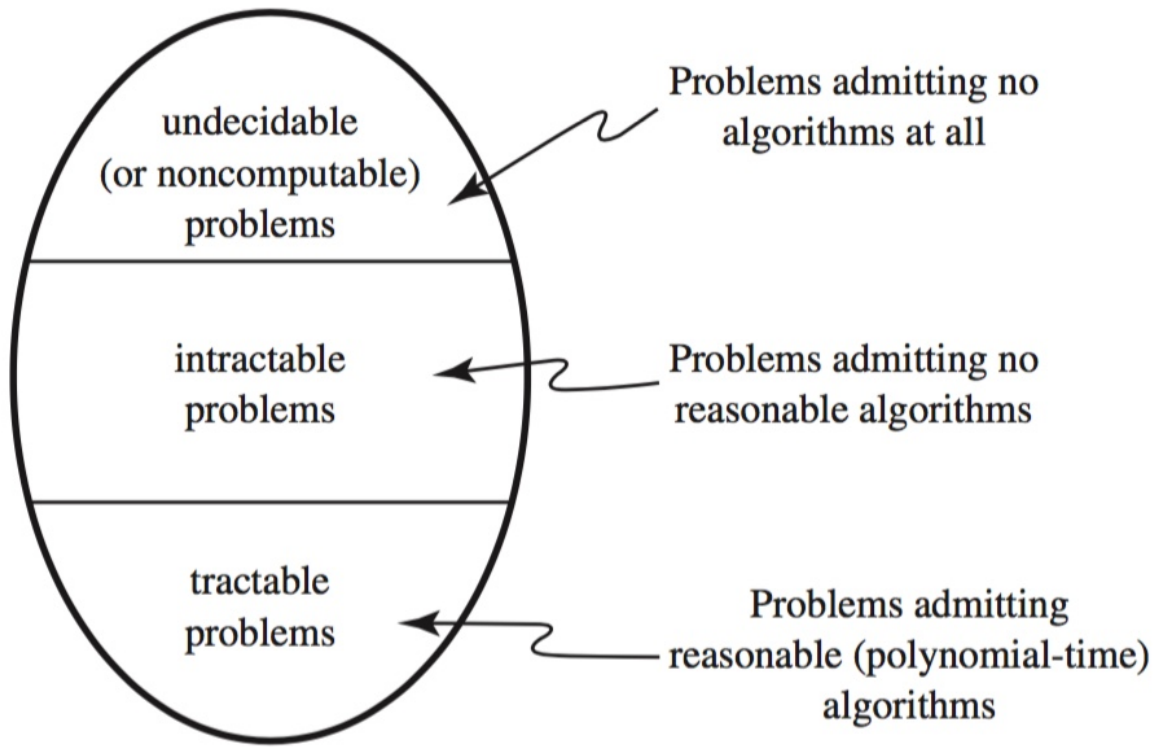 undecidable
(or noncomputable)
problems
Problems admitting no
algorithms at all
intractable
problems
Problems admitting no
reasonable algorithms
tractable
problems
Problems admitting
reasonable (polynomial-time)
algorithms